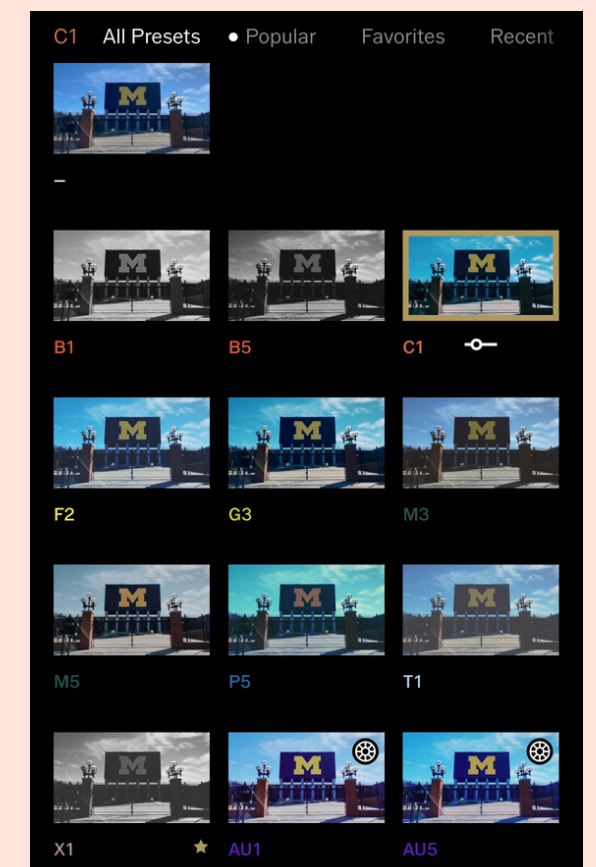 C1 All Presets Popular Favorites Recent
M
–
M M M
B1 B5 C1
M M M
F2 G3 M3
M M M
M5 P5 T1
M M M
X1 AU1 AU5